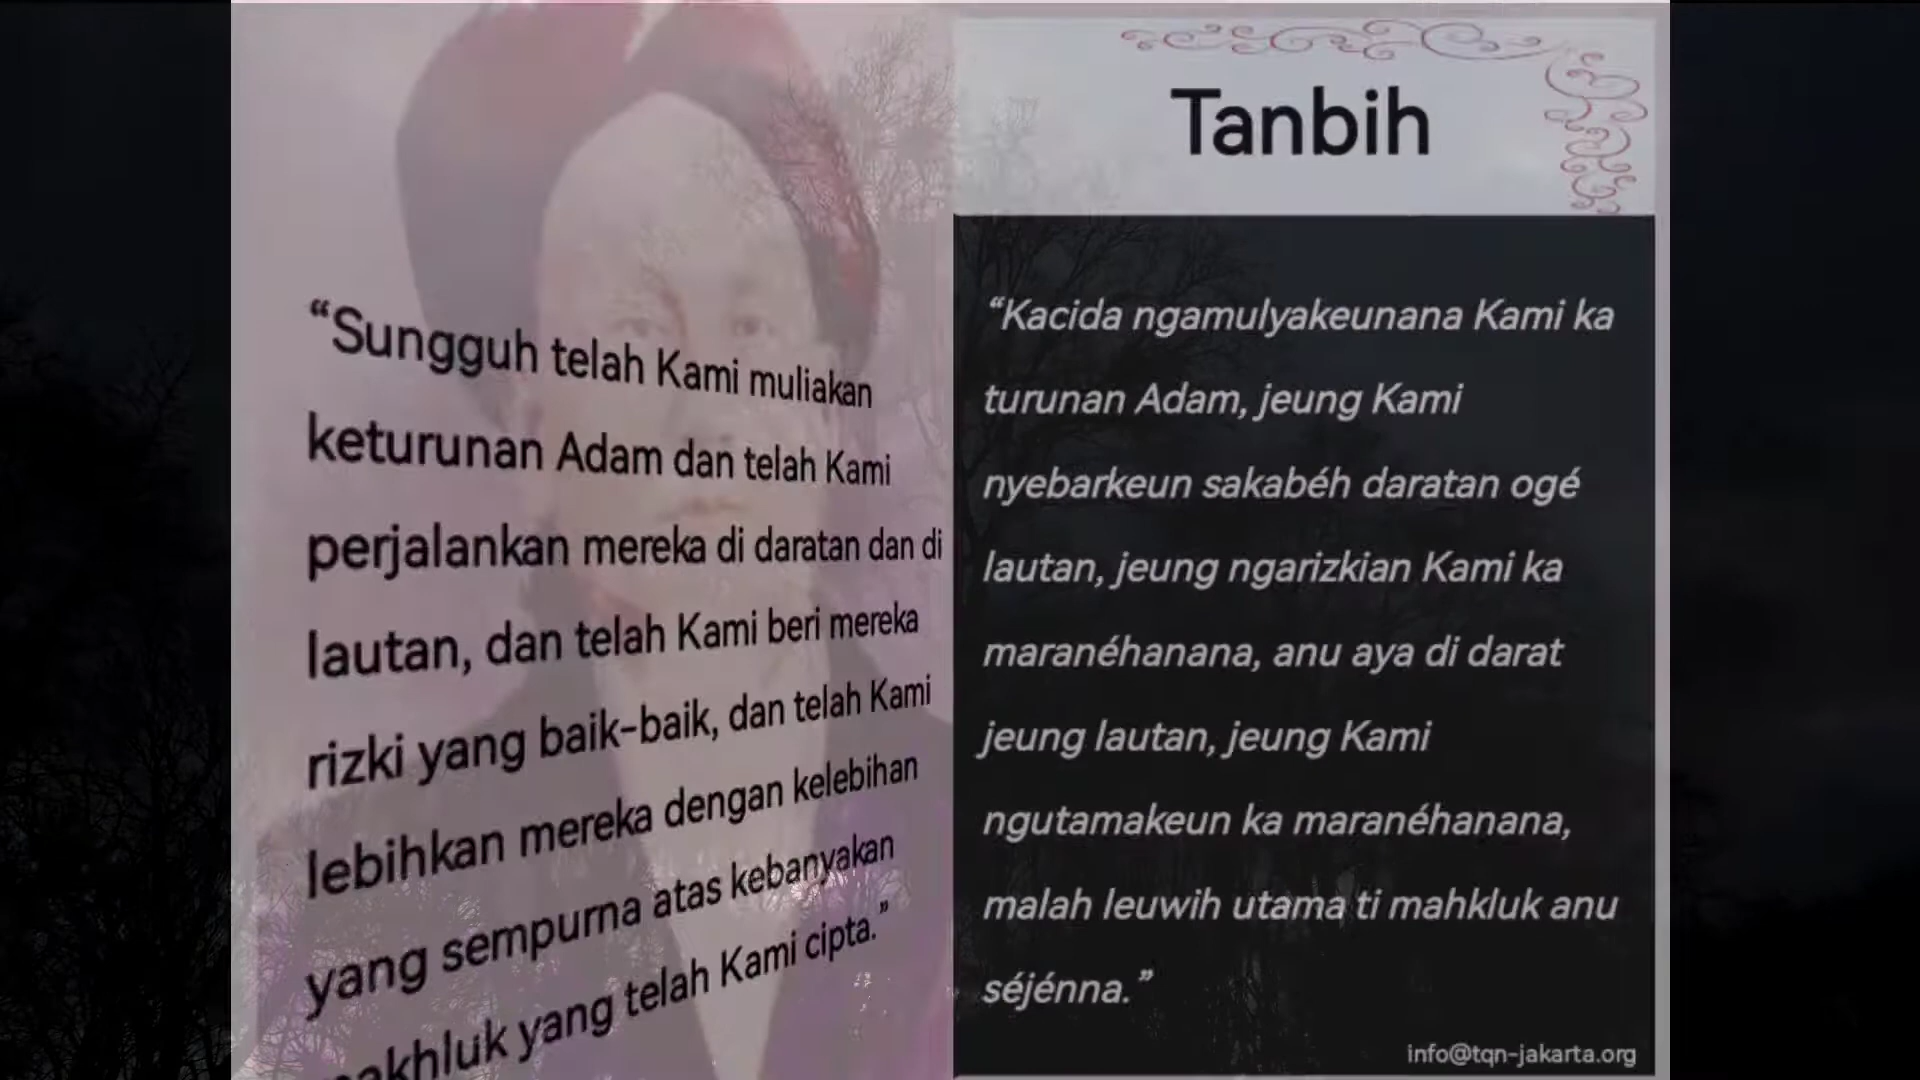 “Sungguh telah Kami muliakan
keturunan Adam dan telah Kami
perjalankan mereka di daratan dan di
lautan, dan telah Kami beri mereka
rizki yang baik-baik, dan telah Kami
lebihkan mereka dengan kelebihan
yang sempurna atas kebanyakan
yang telah Kami cipta.”
Tanbih
“Kacida ngamulyakeunana Kami ka
turunan Adam, jeung Kami
nyebarkeun sakabéh daratan ogé
lautan, jeung ngarizkian Kami ka
maranéhanana, anu aya di darat
jeung lautan, jeung Kami
ngutamakeun ka maranéhanana,
malah leuwih utama ti mahkluk anu
séjénna.”
info@tqn-jakarta.org